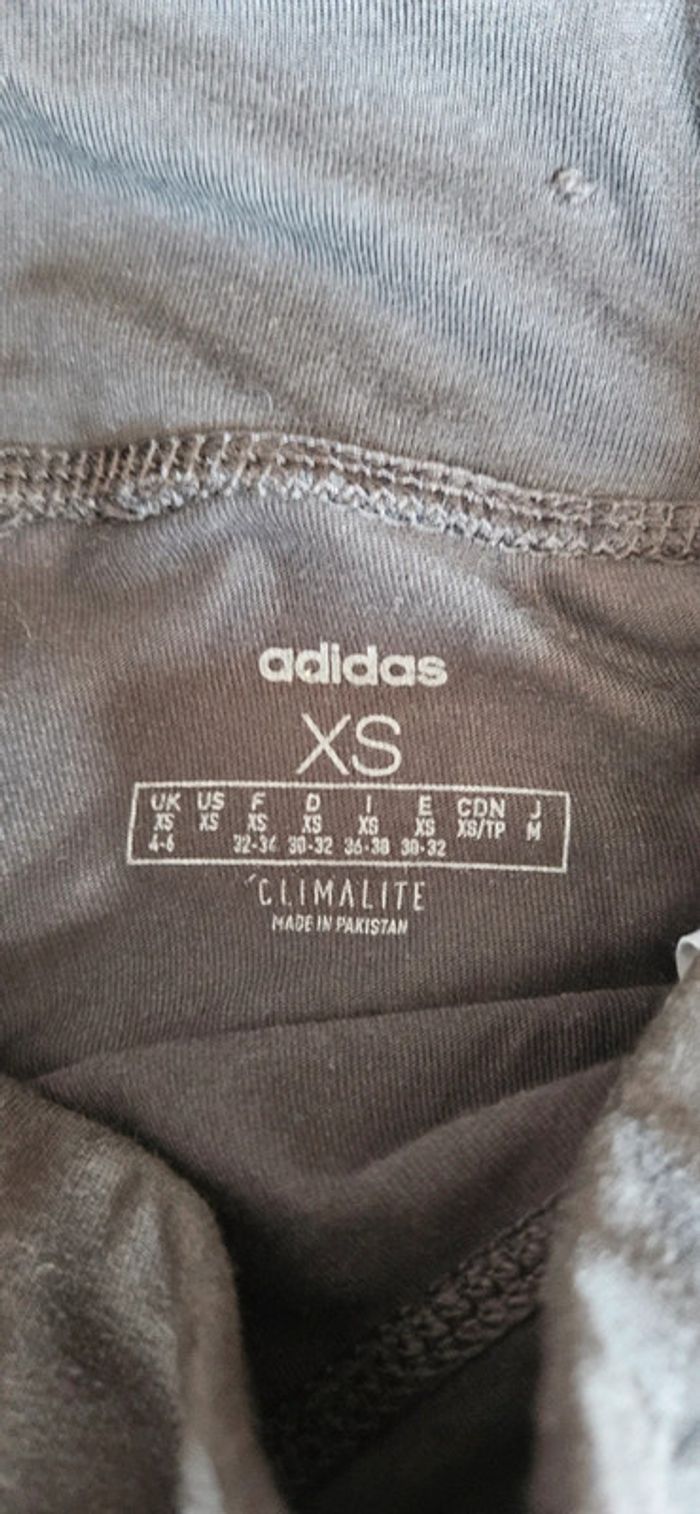 adidas
XS
UK US F D I E CDN J
XS XS XS XS XS XS XS/TP M
4-6 32-34 30-32 36-38 30-32
CLIMALITE
MADE IN PAKISTAN